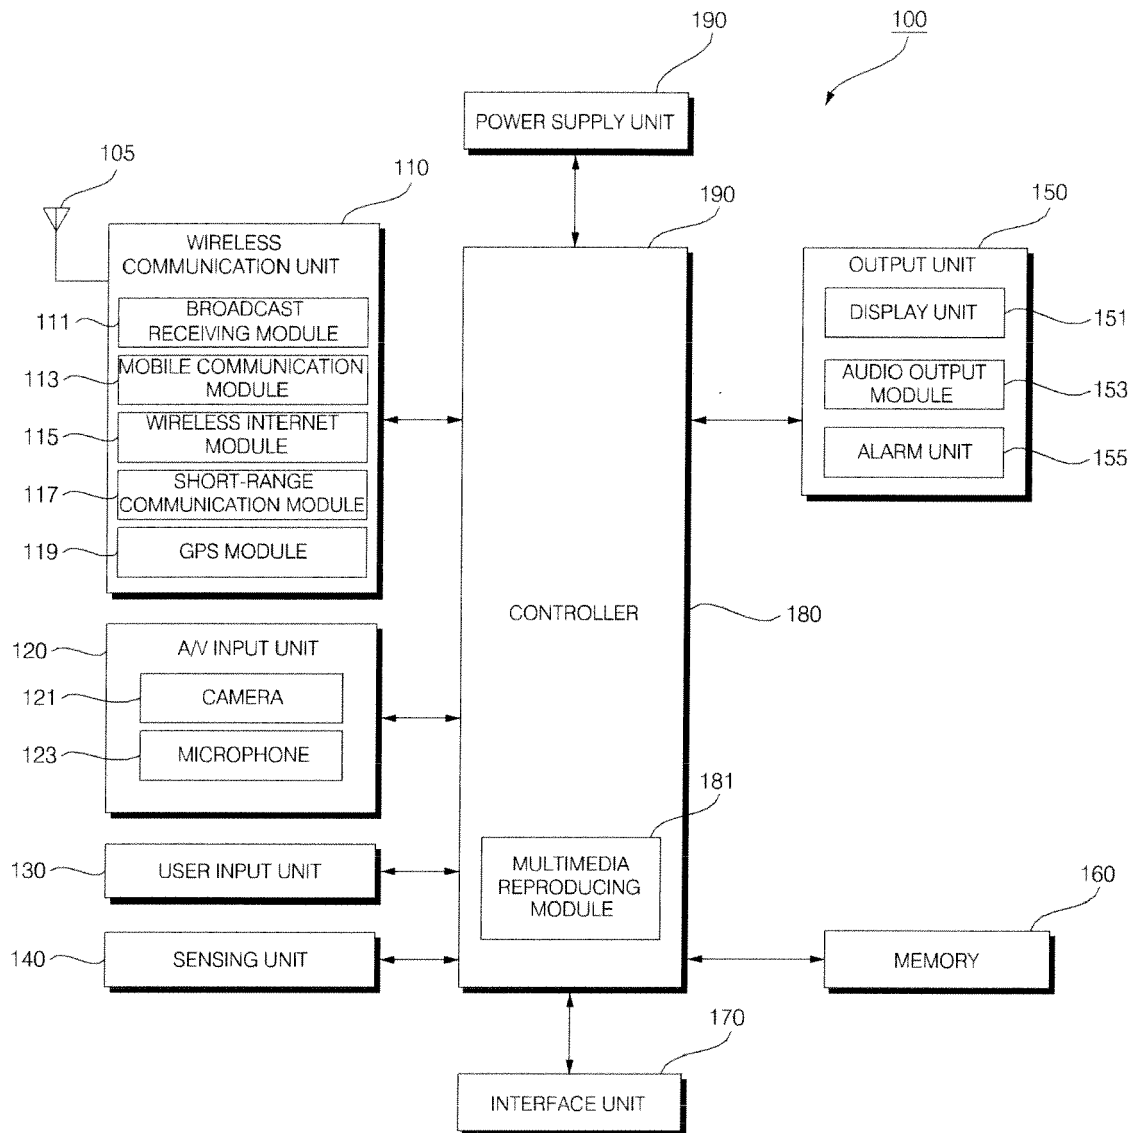 190
100
POWER SUPPLY UNIT
105
110
190
150
WIRELESS
COMMUNICATION UNIT
OUTPUT UNIT
111
BROADCAST
RECEIVING MODULE
DISPLAY UNIT
151
113
MOBILE COMMUNICATION
MODULE
AUDIO OUTPUT
MODULE
153
115
WIRELESS INTERNET
MODULE
ALARM UNIT
155
117
SHORT-RANGE
COMMUNICATION MODULE
119
GPS MODULE
CONTROLLER
180
120
A/V INPUT UNIT
121
CAMERA
123
MICROPHONE
181
MULTIMEDIA
REPRODUCING
MODULE
130
USER INPUT UNIT
160
140
SENSING UNIT
MEMORY
170
INTERFACE UNIT